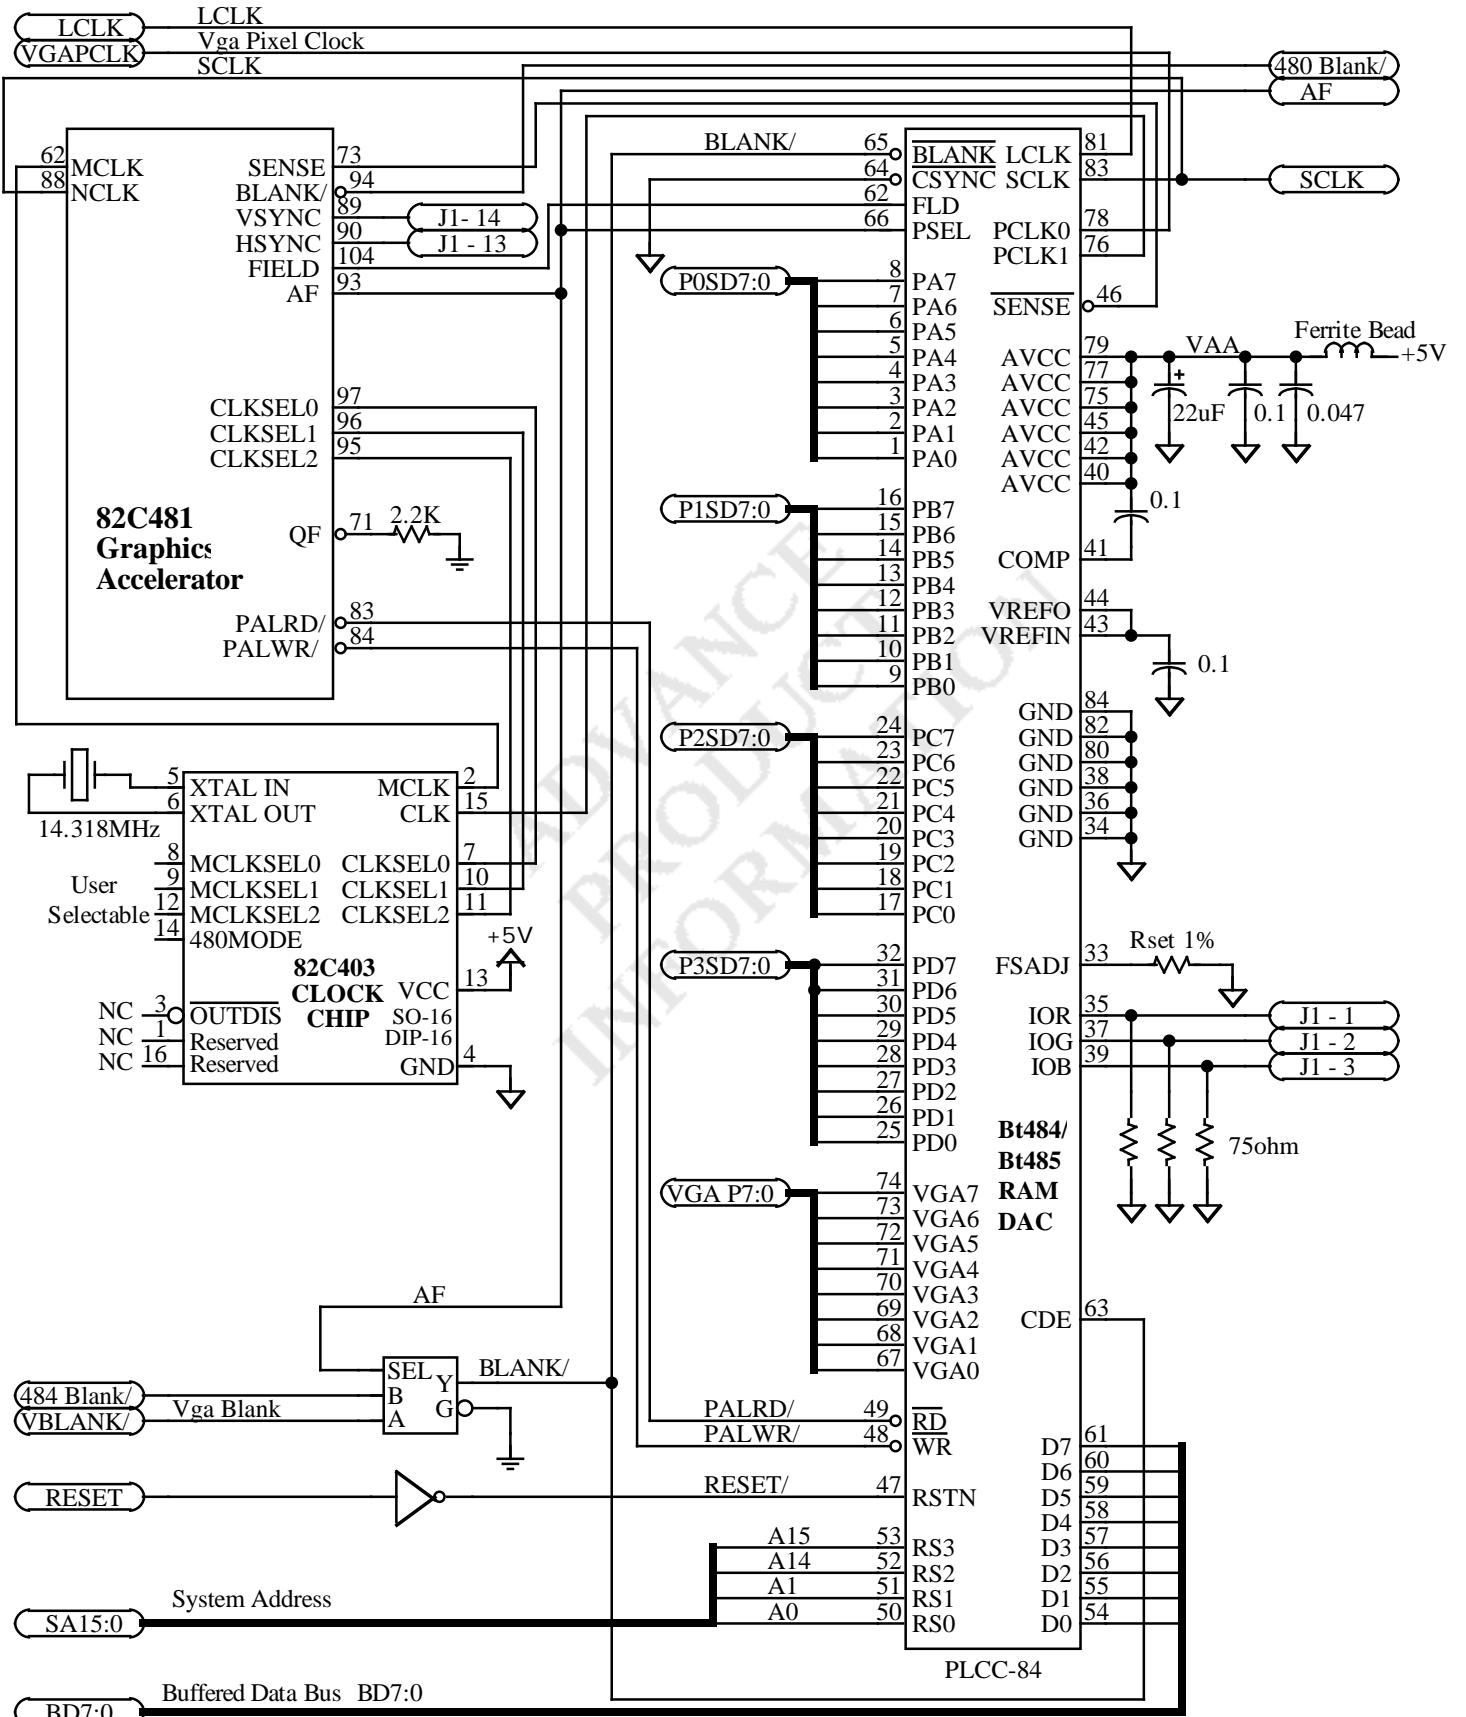 LCLK
LCLK
VGAPCLK
Vga Pixel Clock
SCLK
480 Blank/
AF
62 MCLK
88 NCLK
SENSE 73
BLANK/ 94
VSYNC 89 J1- 14
HSYNC 90 J1 - 13
FIELD 104
AF 93
CLKSEL0 97
CLKSEL1 96
CLKSEL2 95
82C481
Graphics
Accelerator
QF 71 2.2K
PALRD/ 83
PALWR/ 84
14.318MHz
5 XTAL IN
6 XTAL OUT
MCLK 2
CLK 15
8 MCLKSEL0
9 MCLKSEL1
12 MCLKSEL2
14 480MODE
User
Selectable
CLKSEL0 7
CLKSEL1 10
CLKSEL2 11
+5V
82C403
CLOCK
CHIP
VCC 13
SO-16
DIP-16
GND 4
NC 3 OUTDIS
NC 1 Reserved
NC 16 Reserved
AF
SEL
B
A
Y
G
BLANK/
484 Blank/
VBLANK/
Vga Blank
RESET
System Address
SA15:0
Buffered Data Bus BD7:0
BD7:0
BLANK/ 65 BLANK
64 CSYNC
62 FLD
66 PSEL
P0SD7:0
8 PA7
7 PA6
6 PA5
5 PA4
4 PA3
3 PA2
2 PA1
1 PA0
P1SD7:0
16 PB7
15 PB6
14 PB5
13 PB4
12 PB3
11 PB2
10 PB1
9 PB0
P2SD7:0
24 PC7
23 PC6
22 PC5
21 PC4
20 PC3
19 PC2
18 PC1
17 PC0
P3SD7:0
32 PD7
31 PD6
30 PD5
29 PD4
28 PD3
27 PD2
26 PD1
25 PD0
VGA P7:0
74 VGA7
73 VGA6
72 VGA5
71 VGA4
70 VGA3
69 VGA2
68 VGA1
67 VGA0
PALRD/ 49 RD
PALWR/ 48 WR
RESET/ 47 RSTN
A15 53 RS3
A14 52 RS2
A1 51 RS1
A0 50 RS0
LCLK 81
SCLK 83 SCLK
PCLK0 78
PCLK1 76
SENSE 46
AVCC 79
AVCC 77
AVCC 75
AVCC 45
AVCC 42
AVCC 40
VAA
Ferrite Bead
+5V
22uF
0.1
0.047
0.1
COMP 41
VREFO 44
VREFIN 43
0.1
GND 84
GND 82
GND 80
GND 38
GND 36
GND 34
FSADJ 33 Rset 1%
IOR 35 J1 - 1
IOG 37 J1 - 2
IOB 39 J1 - 3
75ohm
Bt484/
Bt485
RAM
DAC
CDE 63
D7 61
D6 60
D5 59
D4 58
D3 57
D2 56
D1 55
D0 54
PLCC-84
ADVANCE
PRODUCT
INFORMATION